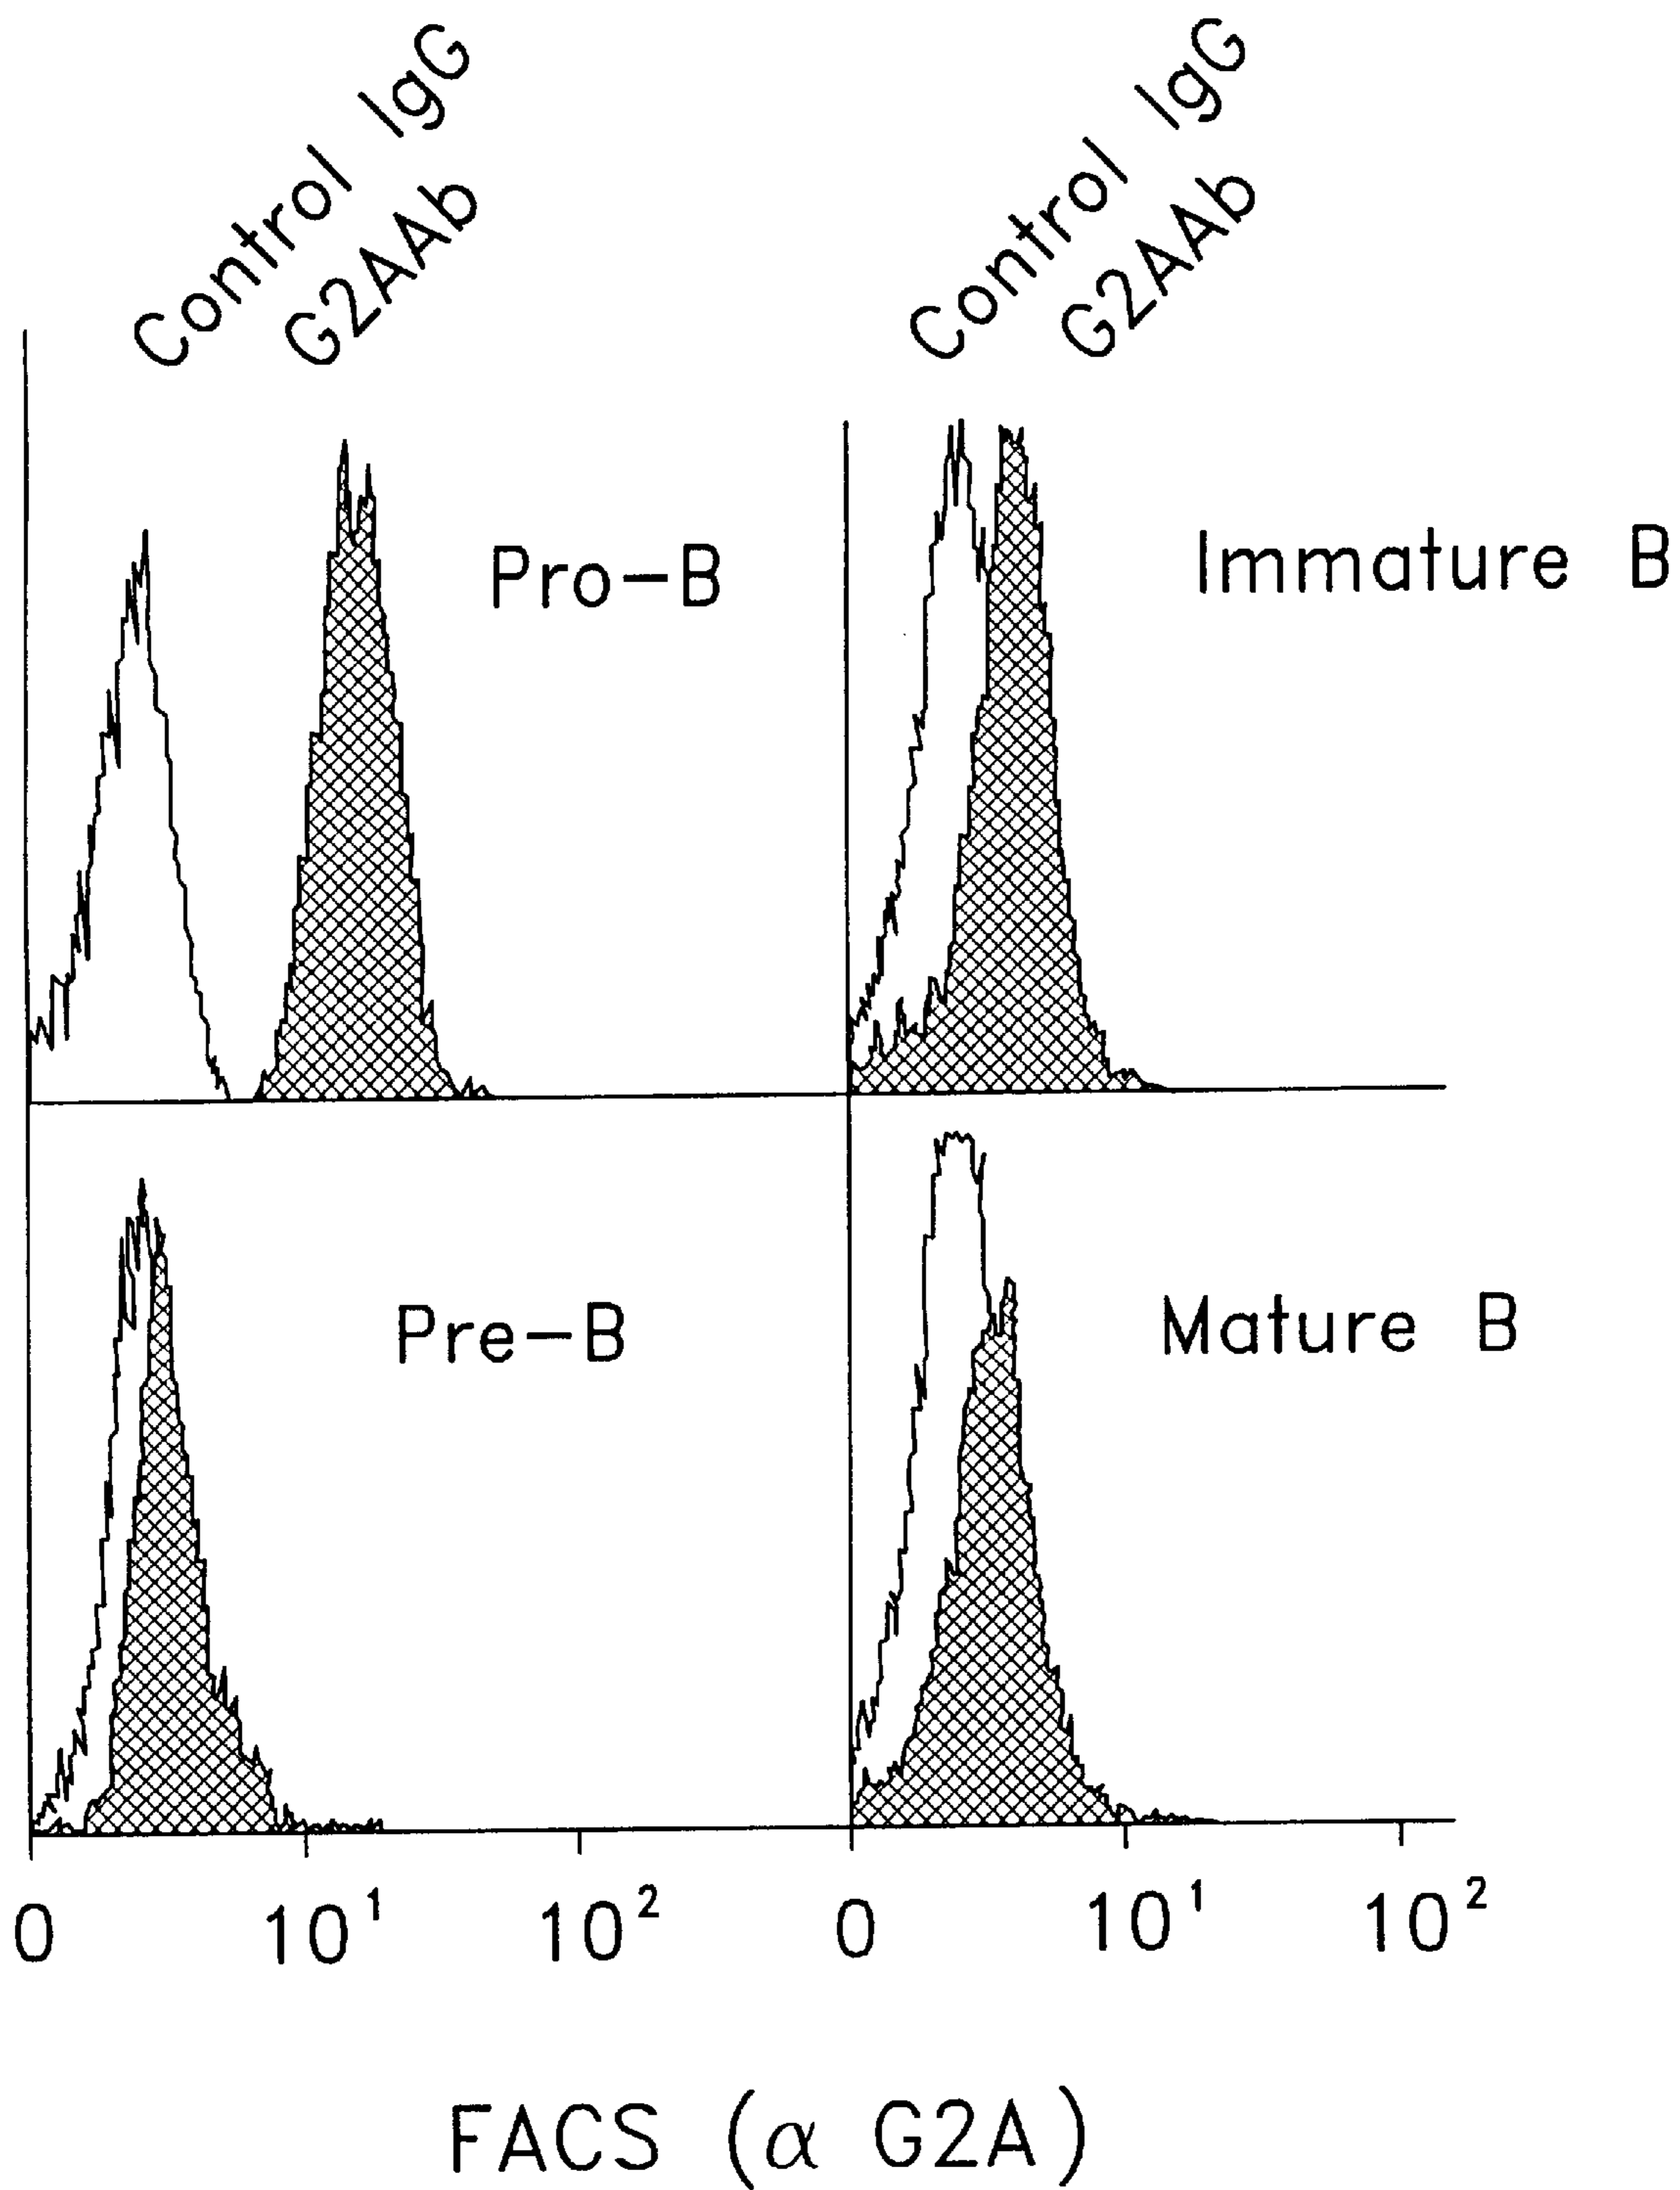 Control IgG
G2AAb
Control IgG
G2AAb
Pro-B
Immature B
Pre-B
Mature B
0 10¹ 10² 0 10¹ 10²
FACS (α G2A)